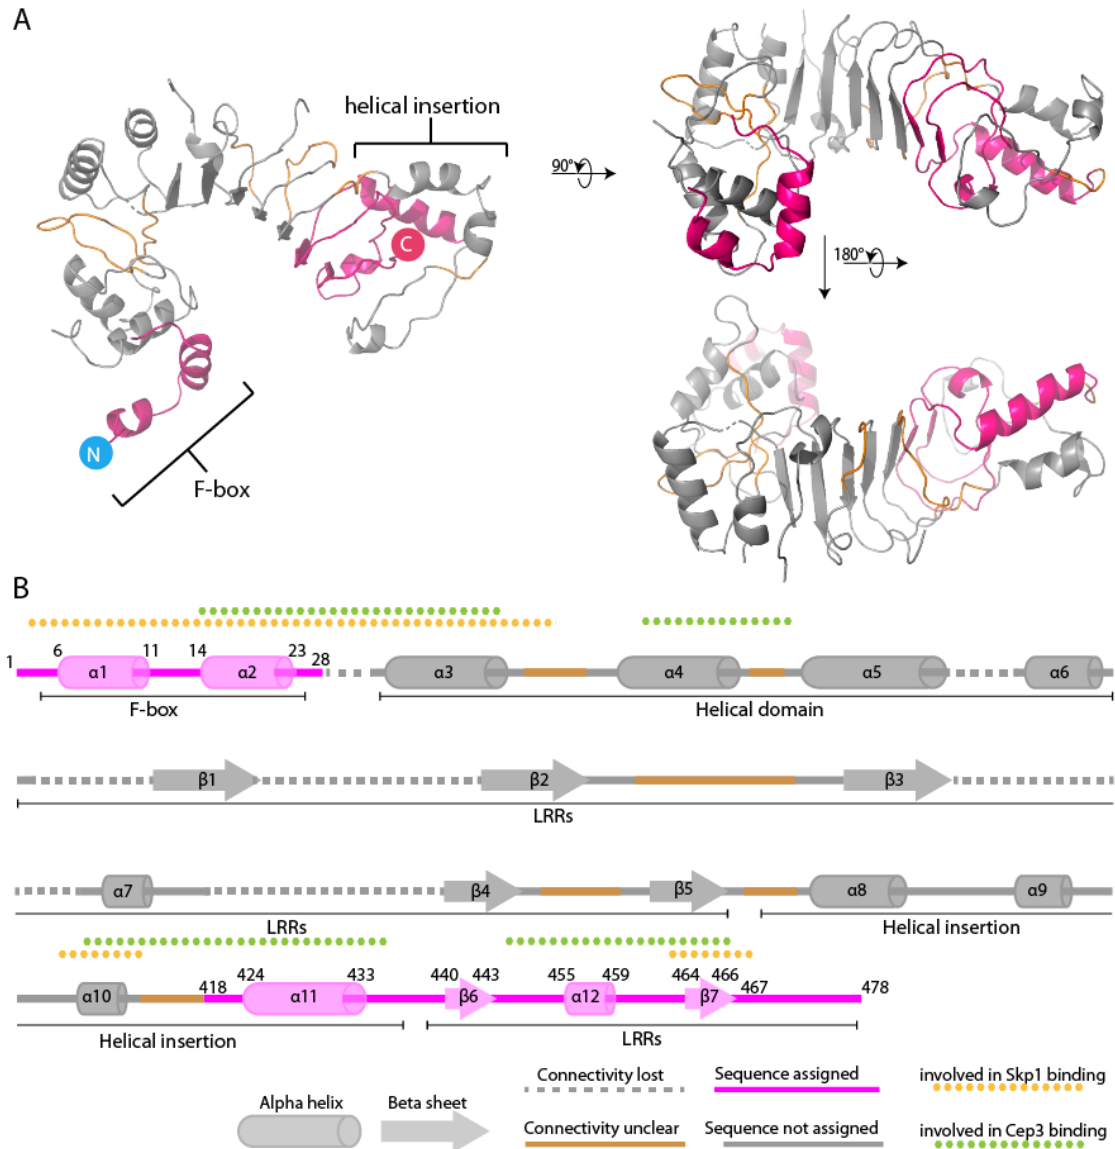 A
helical insertion
90°
C
180°
N
F-box
B
1 6 11 14 23 28
α1 α2 α3 α4 α5 α6
F-box Helical domain
β1 β2 β3
LRRs
α7 β4 β5 α8 α9
LRRs Helical insertion
418 424 433 440 443 455 459 464 466 467 478
α10 α11 β6 α12 β7
Helical insertion LRRs
Connectivity lost Sequence assigned involved in Skp1 binding
Alpha helix Beta sheet
Connectivity unclear Sequence not assigned involved in Cep3 binding